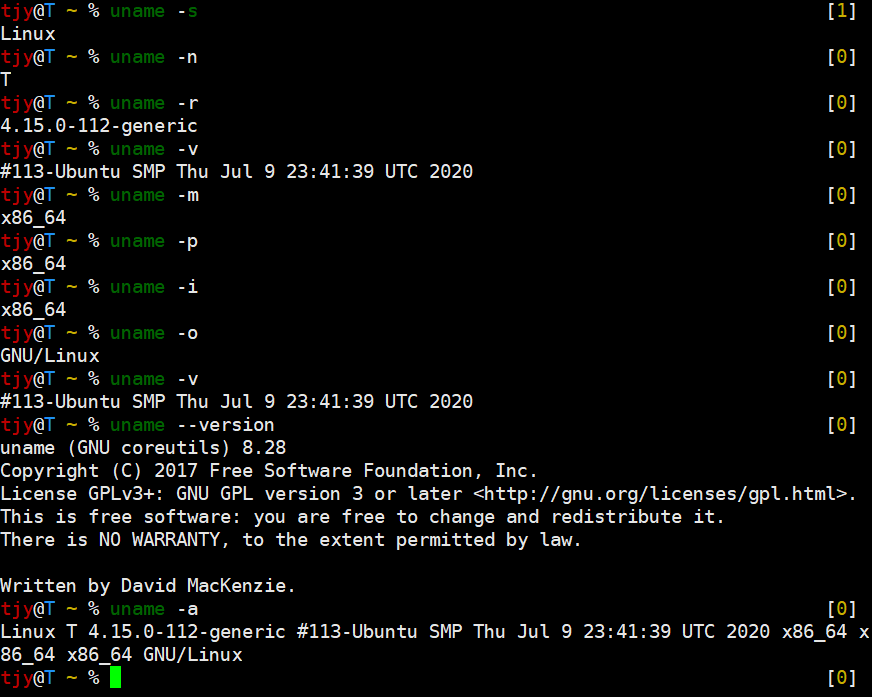 tjy@T ~ % uname -s [1]
Linux
tjy@T ~ % uname -n [0]
T
tjy@T ~ % uname -r [0]
4.15.0-112-generic
tjy@T ~ % uname -v [0]
#113-Ubuntu SMP Thu Jul 9 23:41:39 UTC 2020
tjy@T ~ % uname -m [0]
x86_64
tjy@T ~ % uname -p [0]
x86_64
tjy@T ~ % uname -i [0]
x86_64
tjy@T ~ % uname -o [0]
GNU/Linux
tjy@T ~ % uname -v [0]
#113-Ubuntu SMP Thu Jul 9 23:41:39 UTC 2020
tjy@T ~ % uname --version [0]
uname (GNU coreutils) 8.28
Copyright (C) 2017 Free Software Foundation, Inc.
License GPLv3+: GNU GPL version 3 or later <http://gnu.org/licenses/gpl.html>.
This is free software: you are free to change and redistribute it.
There is NO WARRANTY, to the extent permitted by law.

Written by David MacKenzie.
tjy@T ~ % uname -a [0]
Linux T 4.15.0-112-generic #113-Ubuntu SMP Thu Jul 9 23:41:39 UTC 2020 x86_64 x
86_64 x86_64 GNU/Linux
tjy@T ~ % [0]